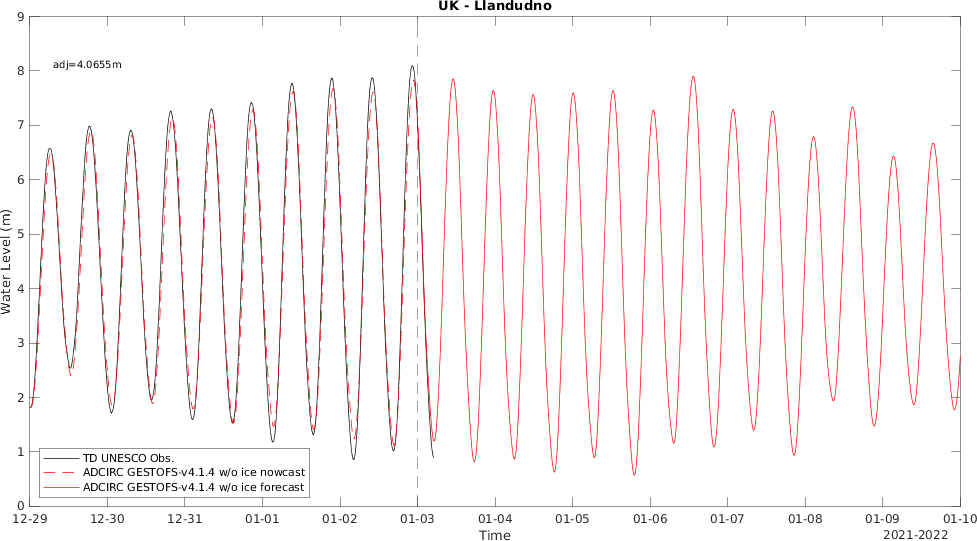 UK - Llandudno
9
adj=4.0655m
8
7
6
5
4
3
2
1
0
Water Level (m)
TD UNESCO Obs.
ADCIRC GESTOFS-v4.1.4 w/o ice nowcast
ADCIRC GESTOFS-v4.1.4 w/o ice forecast
12-29 12-30 12-31 01-01 01-02 01-03 01-04 01-05 01-06 01-07 01-08 01-09 01-10
Time
2021-2022